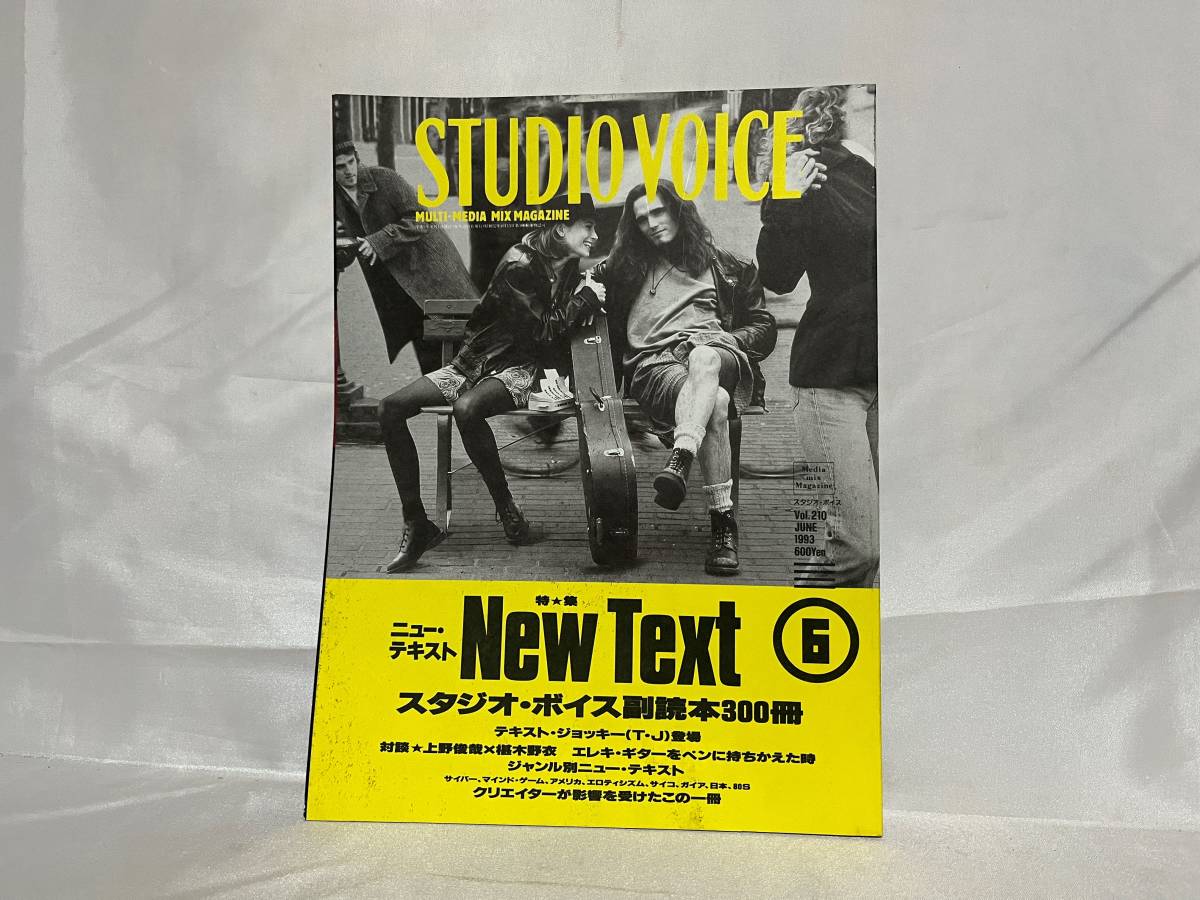 STUDIO VOICE
MULTI-MEDIA MIX MAGAZINE
Media
mix
Magazine
スタジオ・ボイス
Vol.210
JUNE
1993
600Yen
特★集
ニュー・
テキスト
New Text
6
スタジオ・ボイス副読本300冊
テキスト・ジョッキー(T・J)登場
対談★上野俊哉×椹木野衣 エレキ・ギターをペンに持ちかえた時
ジャンル別ニュー・テキスト
サイバー、マインド・ゲーム、アメリカ、エロティシズム、サイコ、ガイア、日本、80S
クリエイターが影響を受けたこの一冊